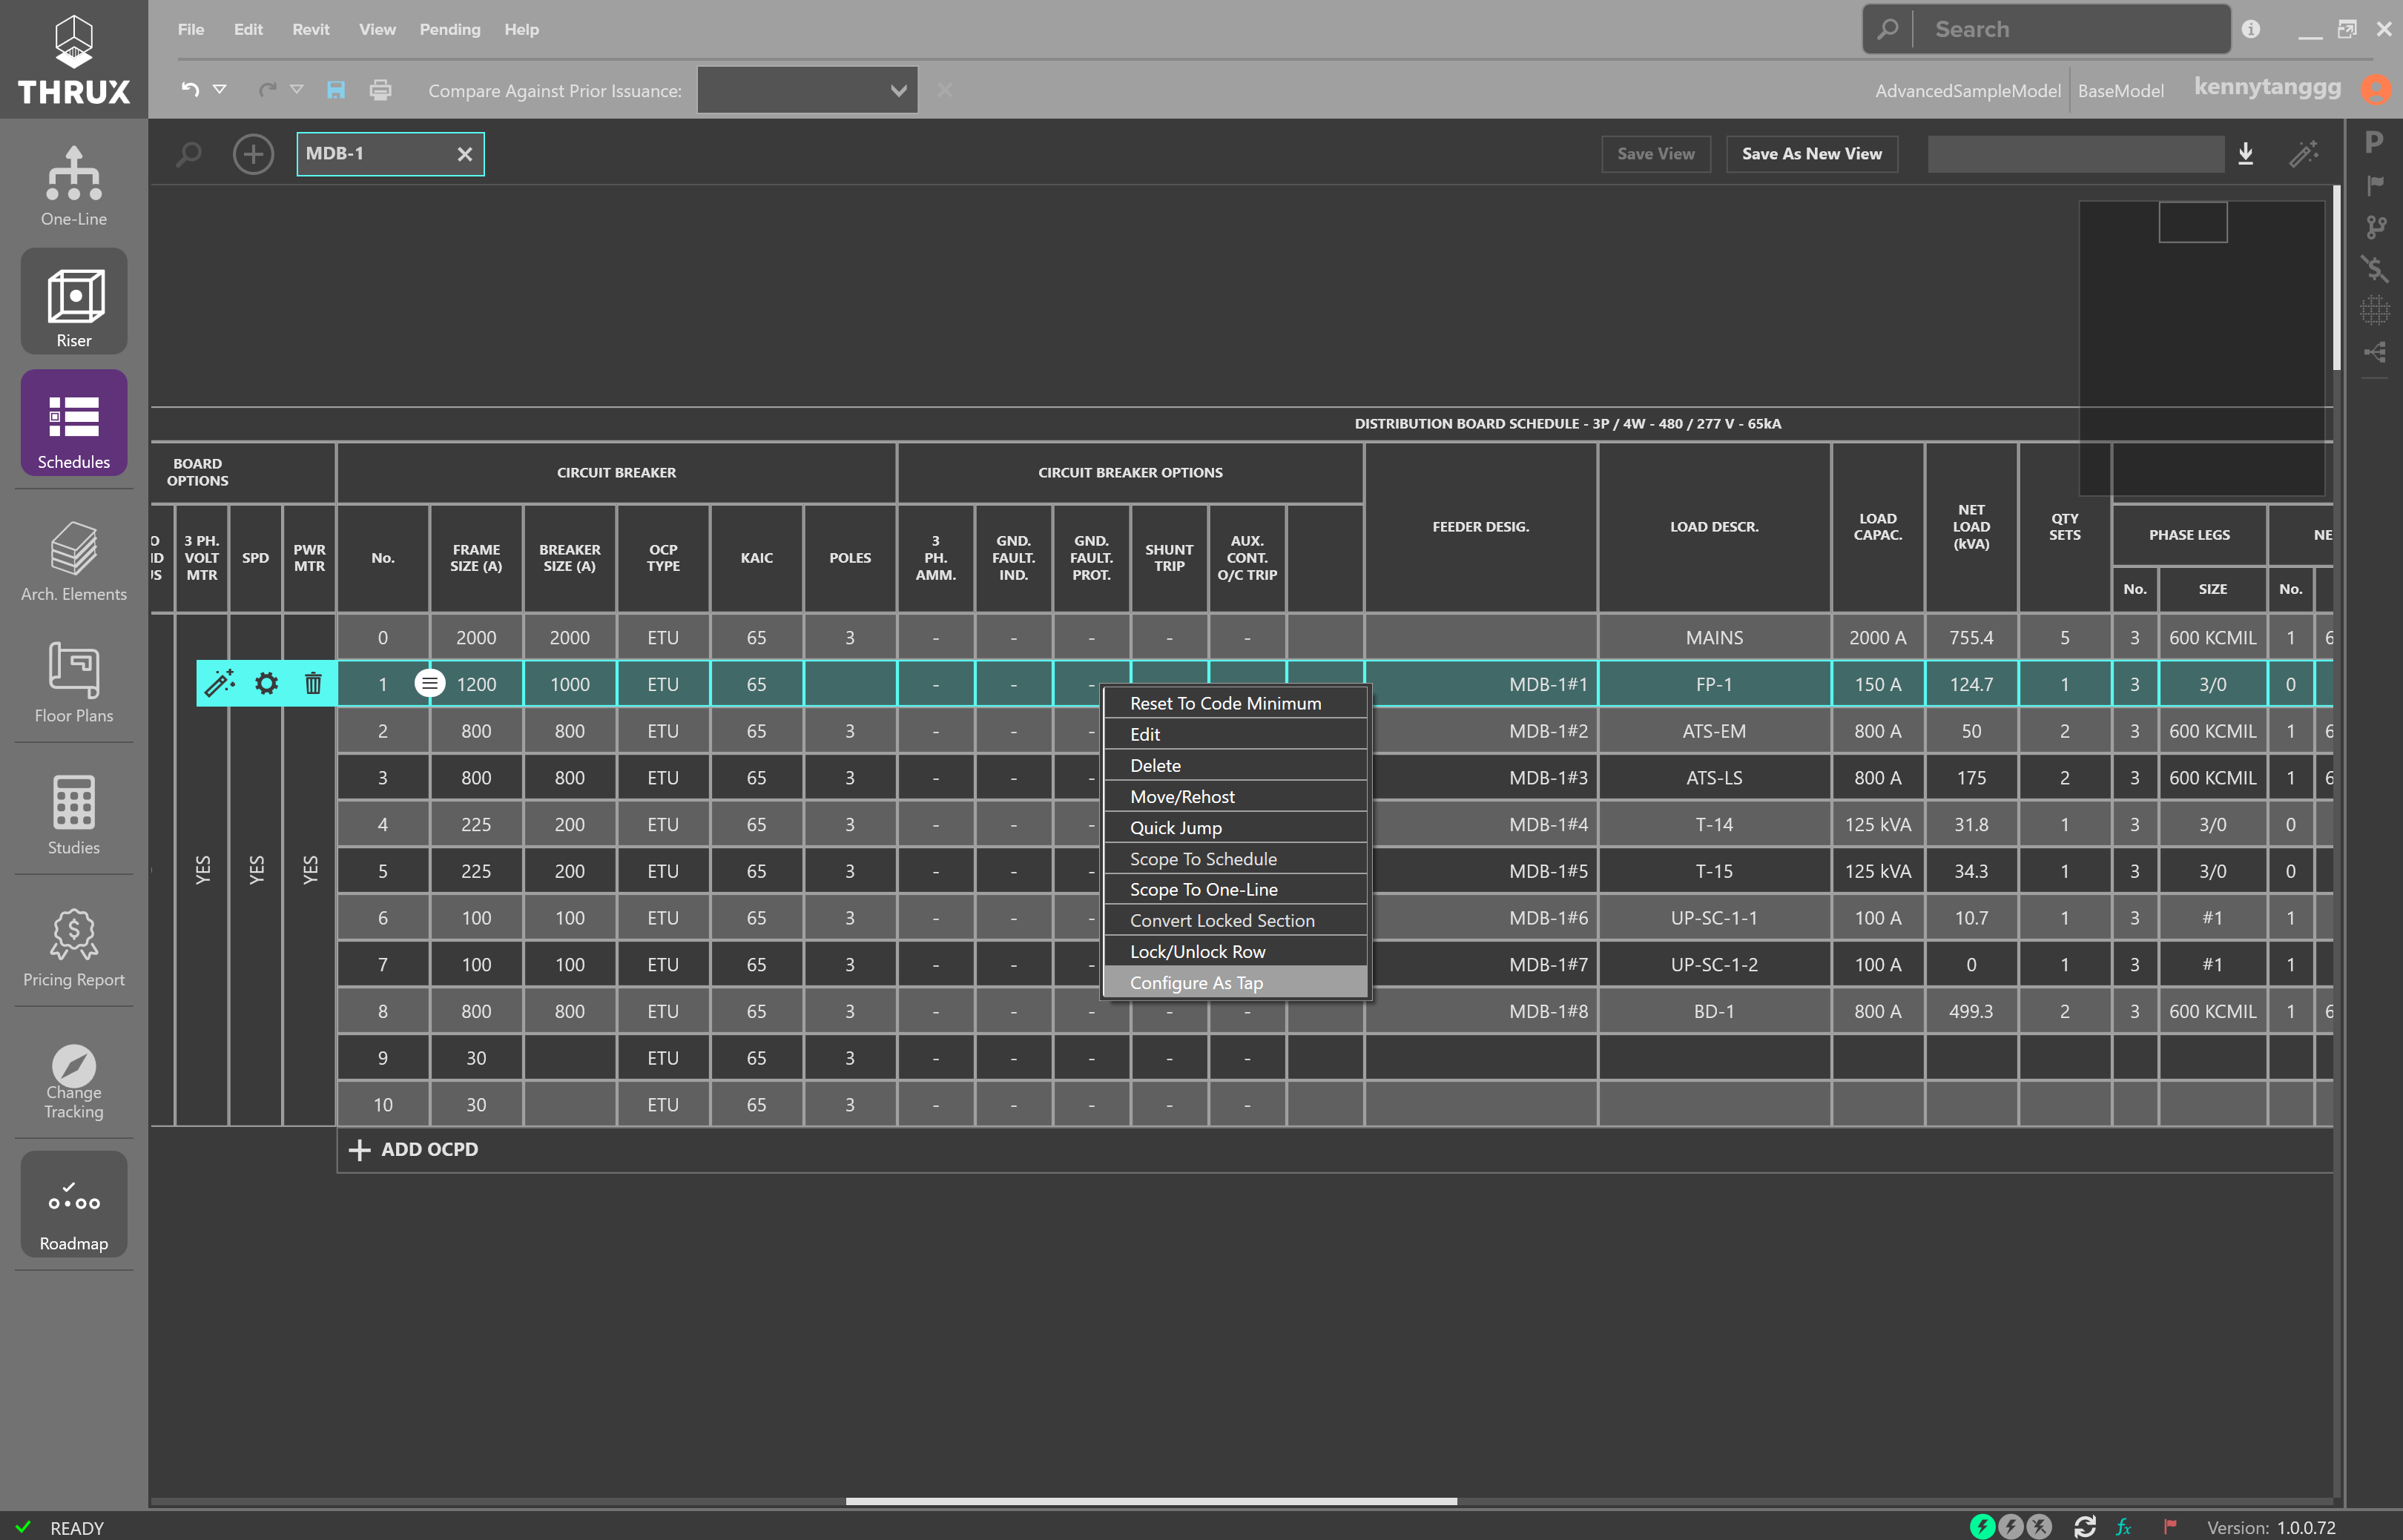 THRUX
File Edit Revit View Pending Help
Search
Compare Against Prior Issuance:
AdvancedSampleModel BaseModel kennytanggg
One-Line
Riser
Schedules
Arch. Elements
Floor Plans
Studies
Pricing Report
Change
Tracking
Roadmap
MDB-1
Save View Save As New View
P
DISTRIBUTION BOARD SCHEDULE - 3P / 4W - 480 / 277 V - 65kA
BOARD
OPTIONS
CIRCUIT BREAKER
CIRCUIT BREAKER OPTIONS
FEEDER DESIG.
LOAD DESCR.
LOAD
CAPAC.
NET
LOAD
(kVA)
QTY
SETS
PHASE LEGS
NE
3 PH.
VOLT
MTR
SPD
PWR
MTR
No.
FRAME
SIZE (A)
BREAKER
SIZE (A)
OCP
TYPE
KAIC
POLES
3
PH.
AMM.
GND.
FAULT.
IND.
GND.
FAULT.
PROT.
SHUNT
TRIP
AUX.
CONT.
O/C TRIP
No.
SIZE
No.
YES
YES
YES
0 2000 2000 ETU 65 3 - - - - - MAINS 2000 A 755.4 5 3 600 KCMIL 1 6
1 1200 1000 ETU 65 - - - MDB-1#1 FP-1 150 A 124.7 1 3 3/0 0
2 800 800 ETU 65 3 - - - MDB-1#2 ATS-EM 800 A 50 2 3 600 KCMIL 1 6
3 800 800 ETU 65 3 - - - MDB-1#3 ATS-LS 800 A 175 2 3 600 KCMIL 1 6
4 225 200 ETU 65 3 - - - MDB-1#4 T-14 125 kVA 31.8 1 3 3/0 0
5 225 200 ETU 65 3 - - - MDB-1#5 T-15 125 kVA 34.3 1 3 3/0 0
6 100 100 ETU 65 3 - - - MDB-1#6 UP-SC-1-1 100 A 10.7 1 3 #1 1
7 100 100 ETU 65 3 - - - MDB-1#7 UP-SC-1-2 100 A 0 1 3 #1 1
8 800 800 ETU 65 3 - - - - - MDB-1#8 BD-1 800 A 499.3 2 3 600 KCMIL 1 6
9 30 ETU 65 3 - - - - -
10 30 ETU 65 3 - - - - -
ADD OCPD
Reset To Code Minimum
Edit
Delete
Move/Rehost
Quick Jump
Scope To Schedule
Scope To One-Line
Convert Locked Section
Lock/Unlock Row
Configure As Tap
READY
fx
Version: 1.0.0.72